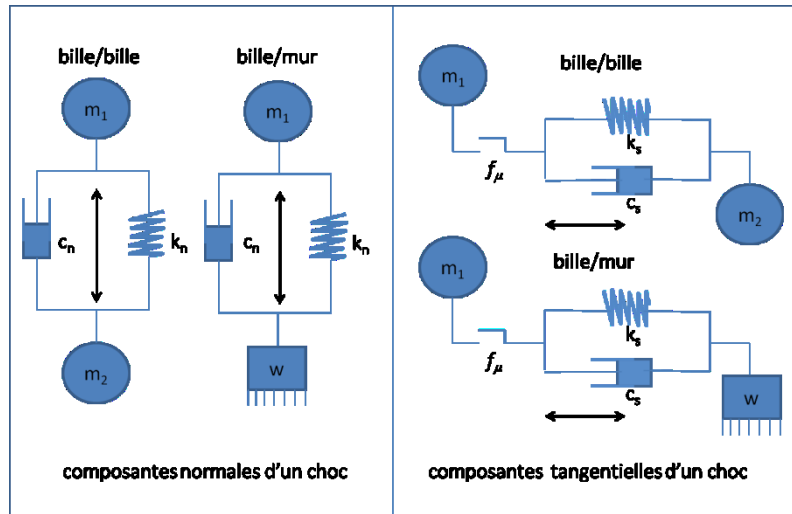 bille/bille
bille/mur
m₁
m₁
cₙ
kₙ
cₙ
kₙ
m₂
w
composantes normales d'un choc
bille/bille
m₁
kₛ
fμ
cₛ
m₂
bille/mur
m₁
kₛ
fμ
cₛ
w
composantes tangentielles d'un choc